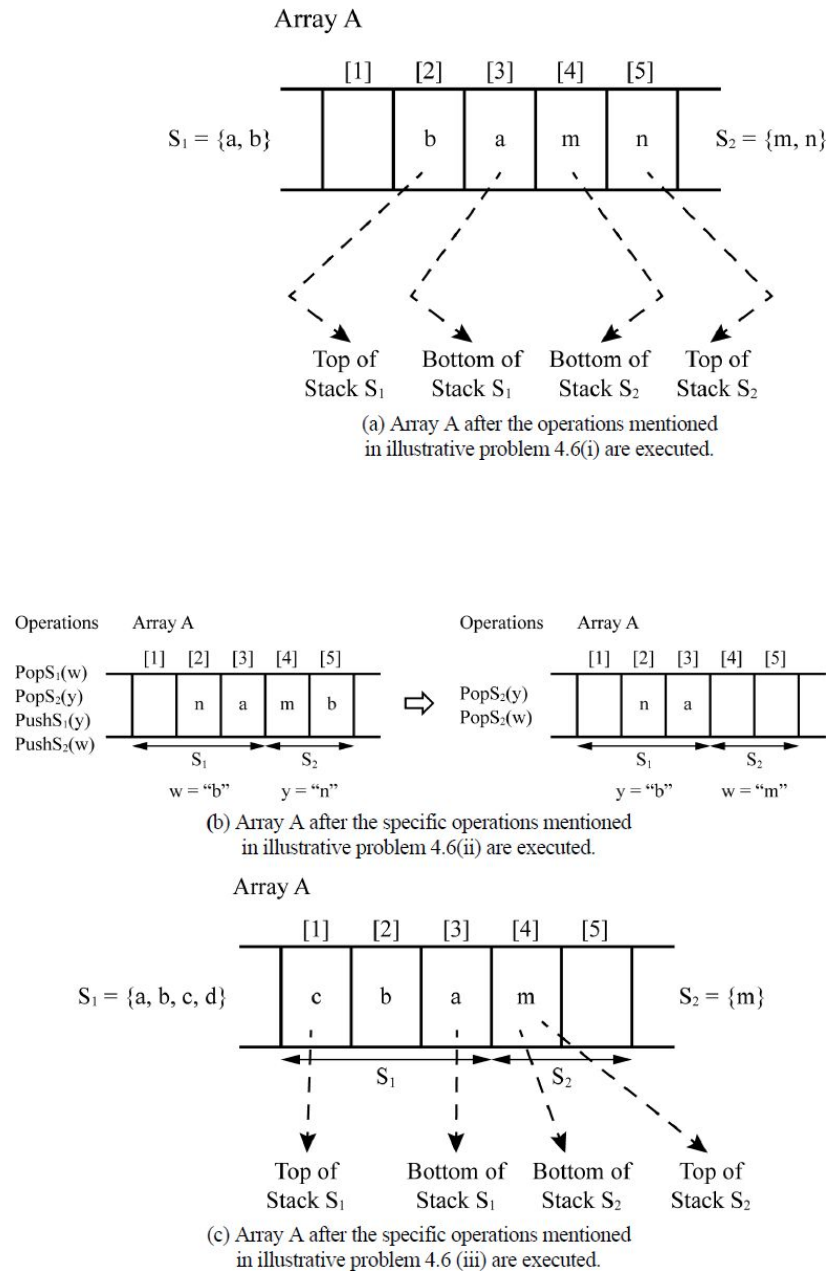 Array A
[1] [2] [3] [4] [5]
S₁ = {a, b} b a m n S₂ = {m, n}
Top of Bottom of Bottom of Top of
Stack S₁ Stack S₁ Stack S₂ Stack S₂
(a) Array A after the operations mentioned
in illustrative problem 4.6(i) are executed.
Operations Array A
[1] [2] [3] [4] [5]
PopS₁(w)
PopS₂(y)
PushS₁(y)
PushS₂(w)
n a m b
S₁ S₂
w = “b” y = “n”
Operations Array A
[1] [2] [3] [4] [5]
PopS₂(y)
PopS₂(w)
n a
S₁ S₂
y = “b” w = “m”
(b) Array A after the specific operations mentioned
in illustrative problem 4.6(ii) are executed.
Array A
[1] [2] [3] [4] [5]
S₁ = {a, b, c, d} c b a m S₂ = {m}
S₁ S₂
Top of Bottom of Bottom of Top of
Stack S₁ Stack S₁ Stack S₂ Stack S₂
(c) Array A after the specific operations mentioned
in illustrative problem 4.6 (iii) are executed.